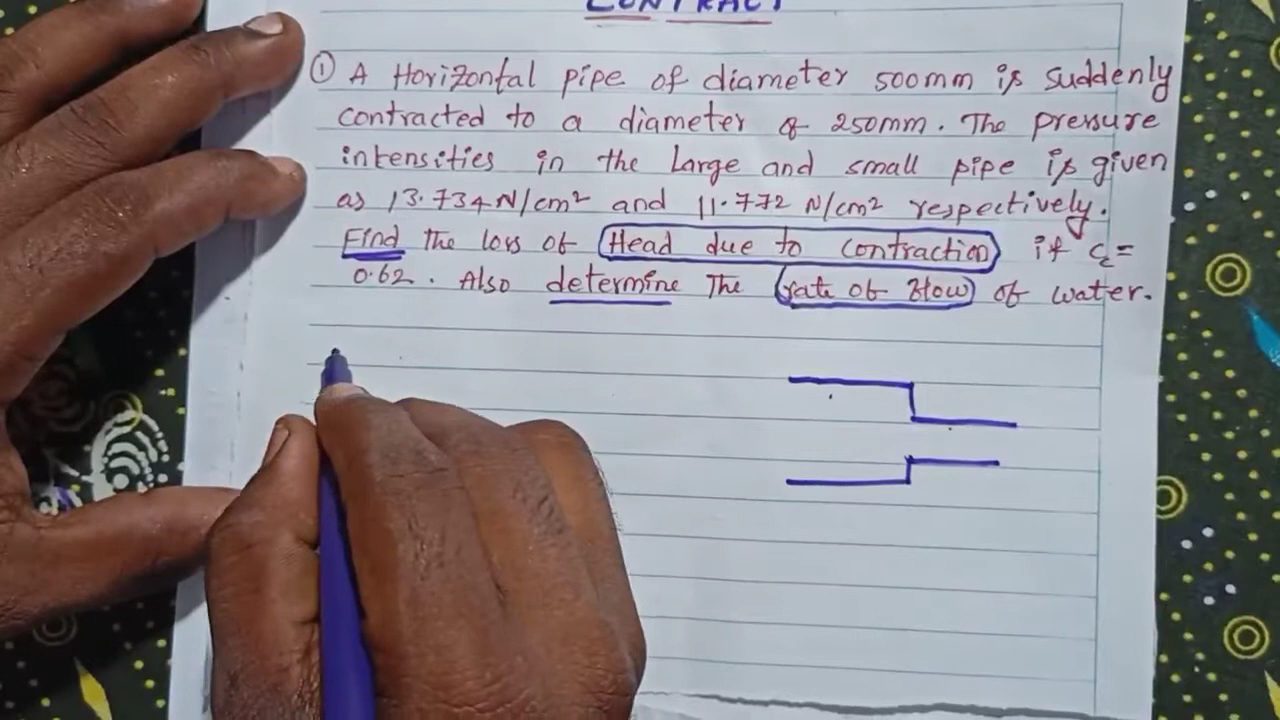 CONTRACT
① A Horizontal pipe of diameter 500mm is suddenly
contracted to a diameter of 250mm. The pressure
intensities in the large and small pipe is given
as 13.734 N/cm² and 11.772 N/cm² respectively.
Find the loss of Head due to contraction if Cc=
0.62. Also determine The rate of flow of water.